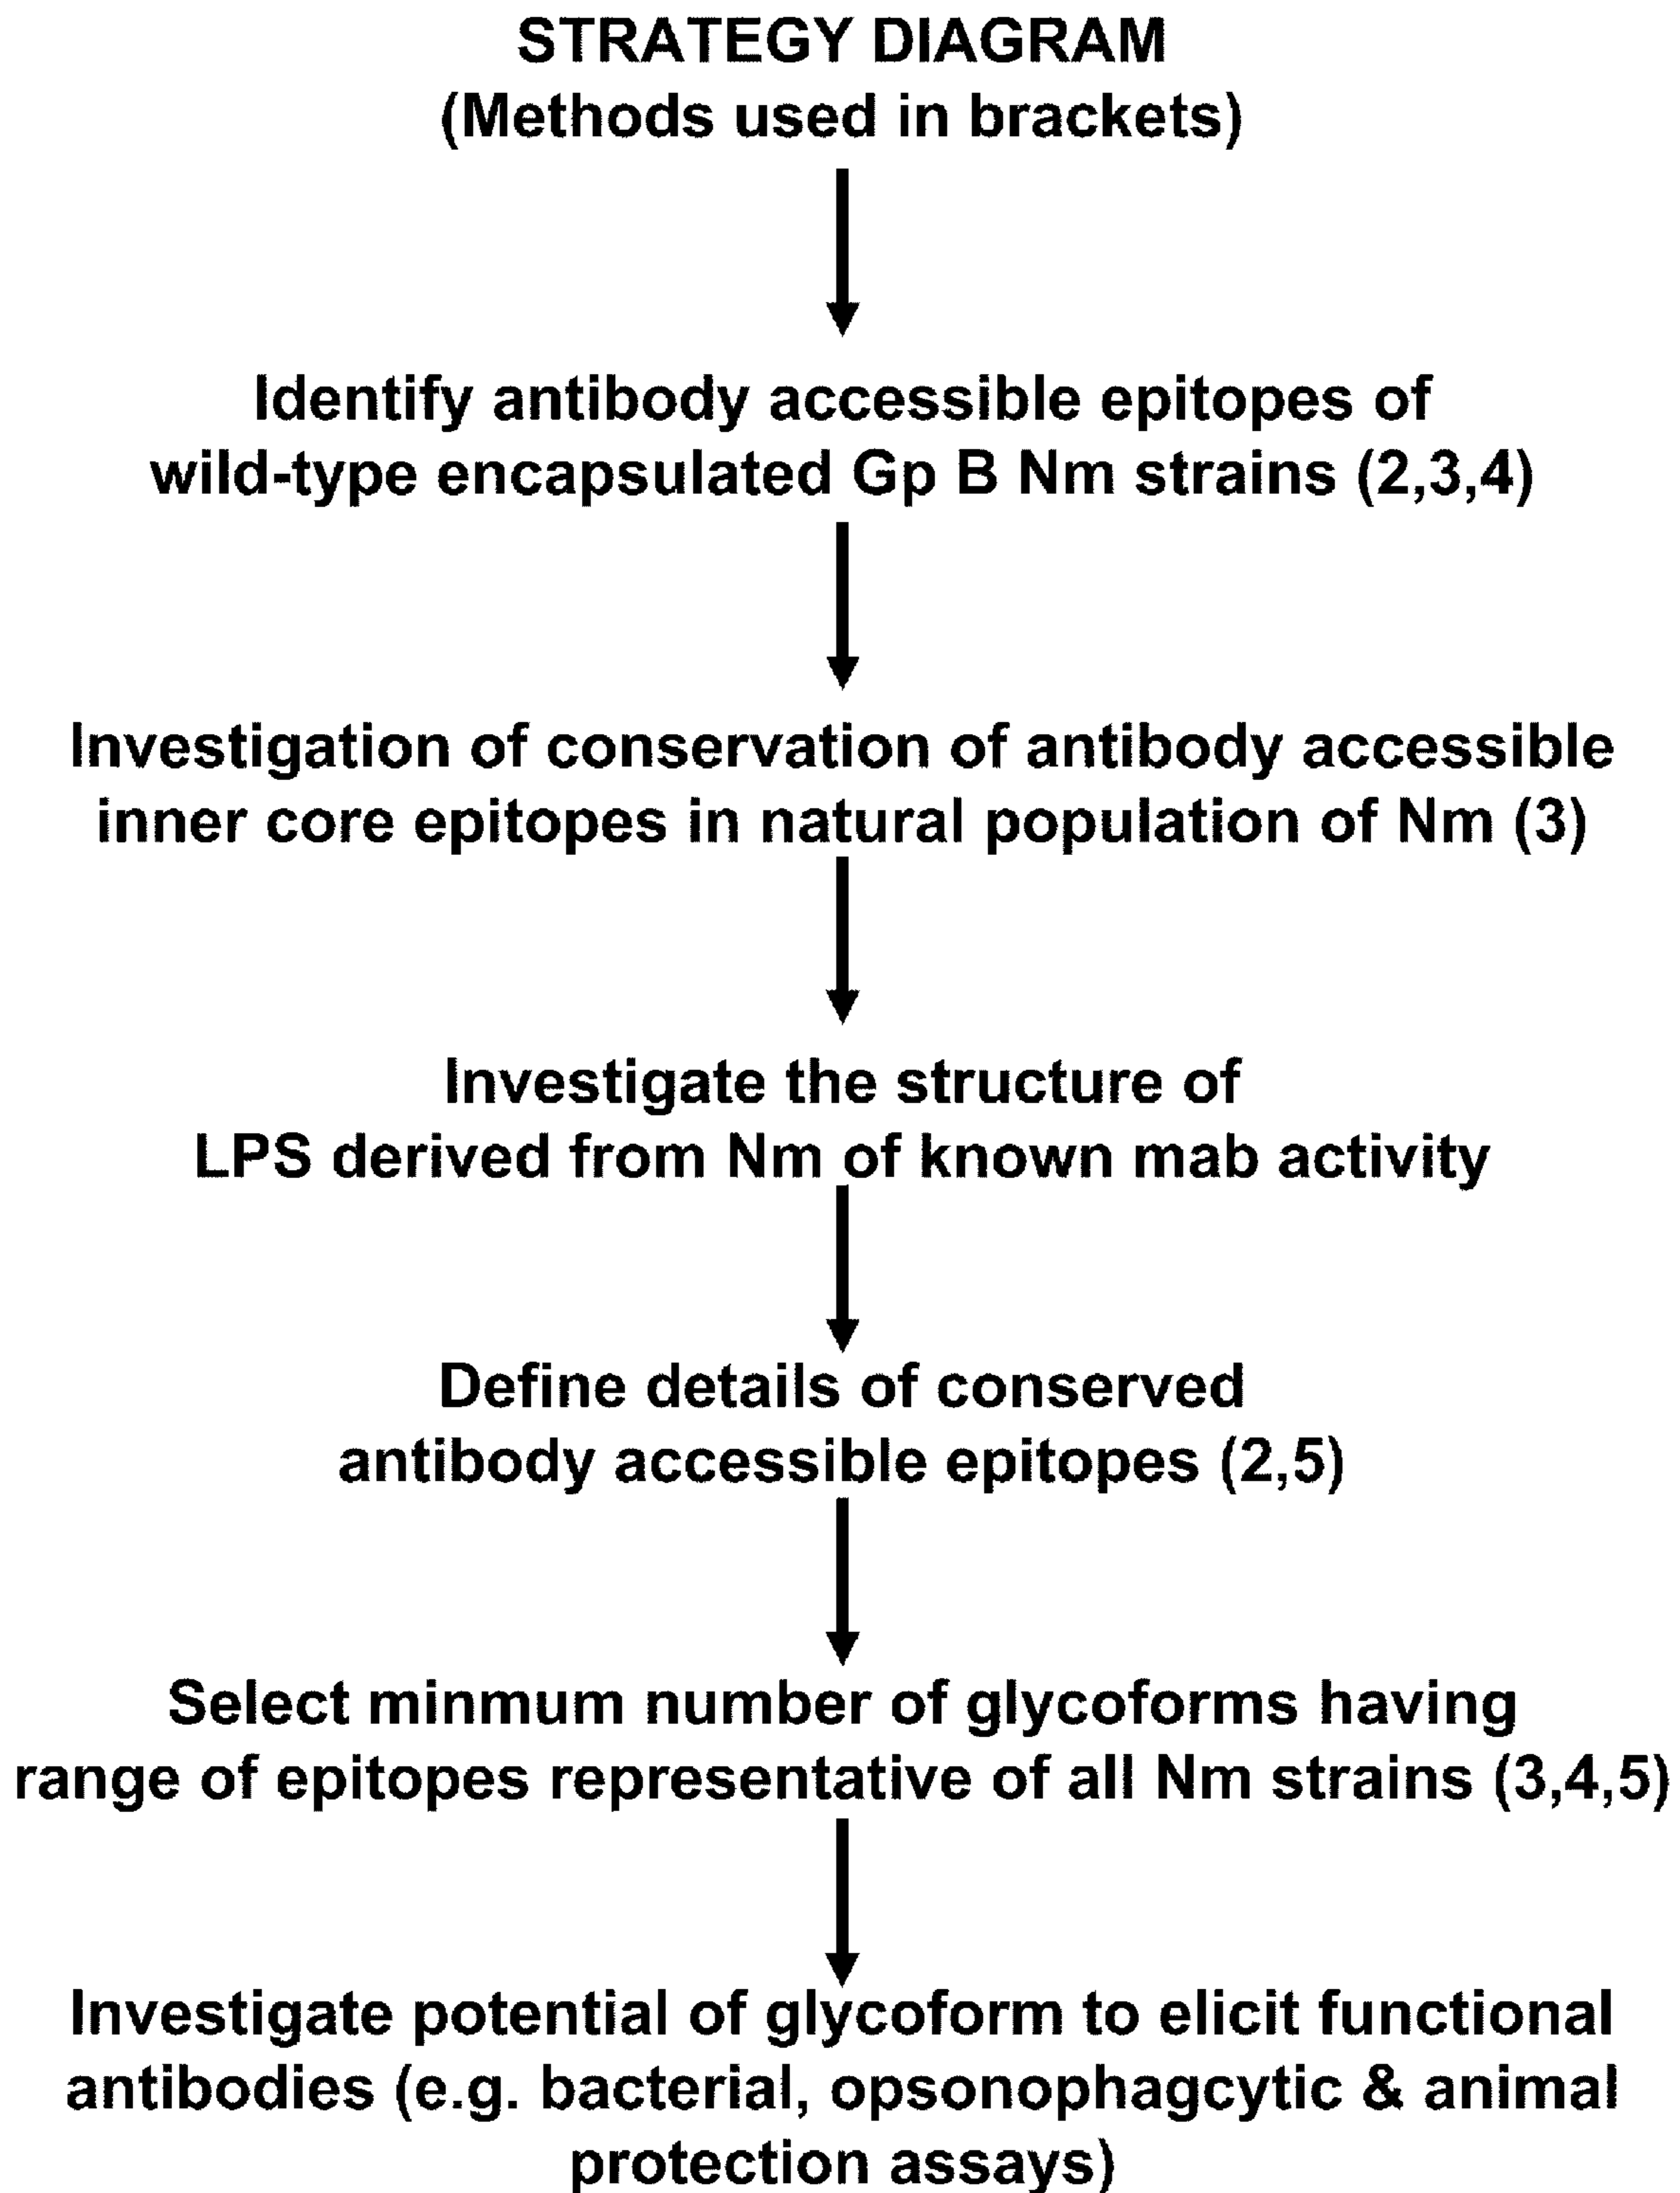 STRATEGY DIAGRAM
(Methods used in brackets)
Identify antibody accessible epitopes of
wild-type encapsulated Gp B Nm strains (2,3,4)
Investigation of conservation of antibody accessible
inner core epitopes in natural population of Nm (3)
Investigate the structure of
LPS derived from Nm of known mab activity
Define details of conserved
antibody accessible epitopes (2,5)
Select minmum number of glycoforms having
range of epitopes representative of all Nm strains (3,4,5)
Investigate potential of glycoform to elicit functional
antibodies (e.g. bacterial, opsonophagcytic & animal
protection assays)